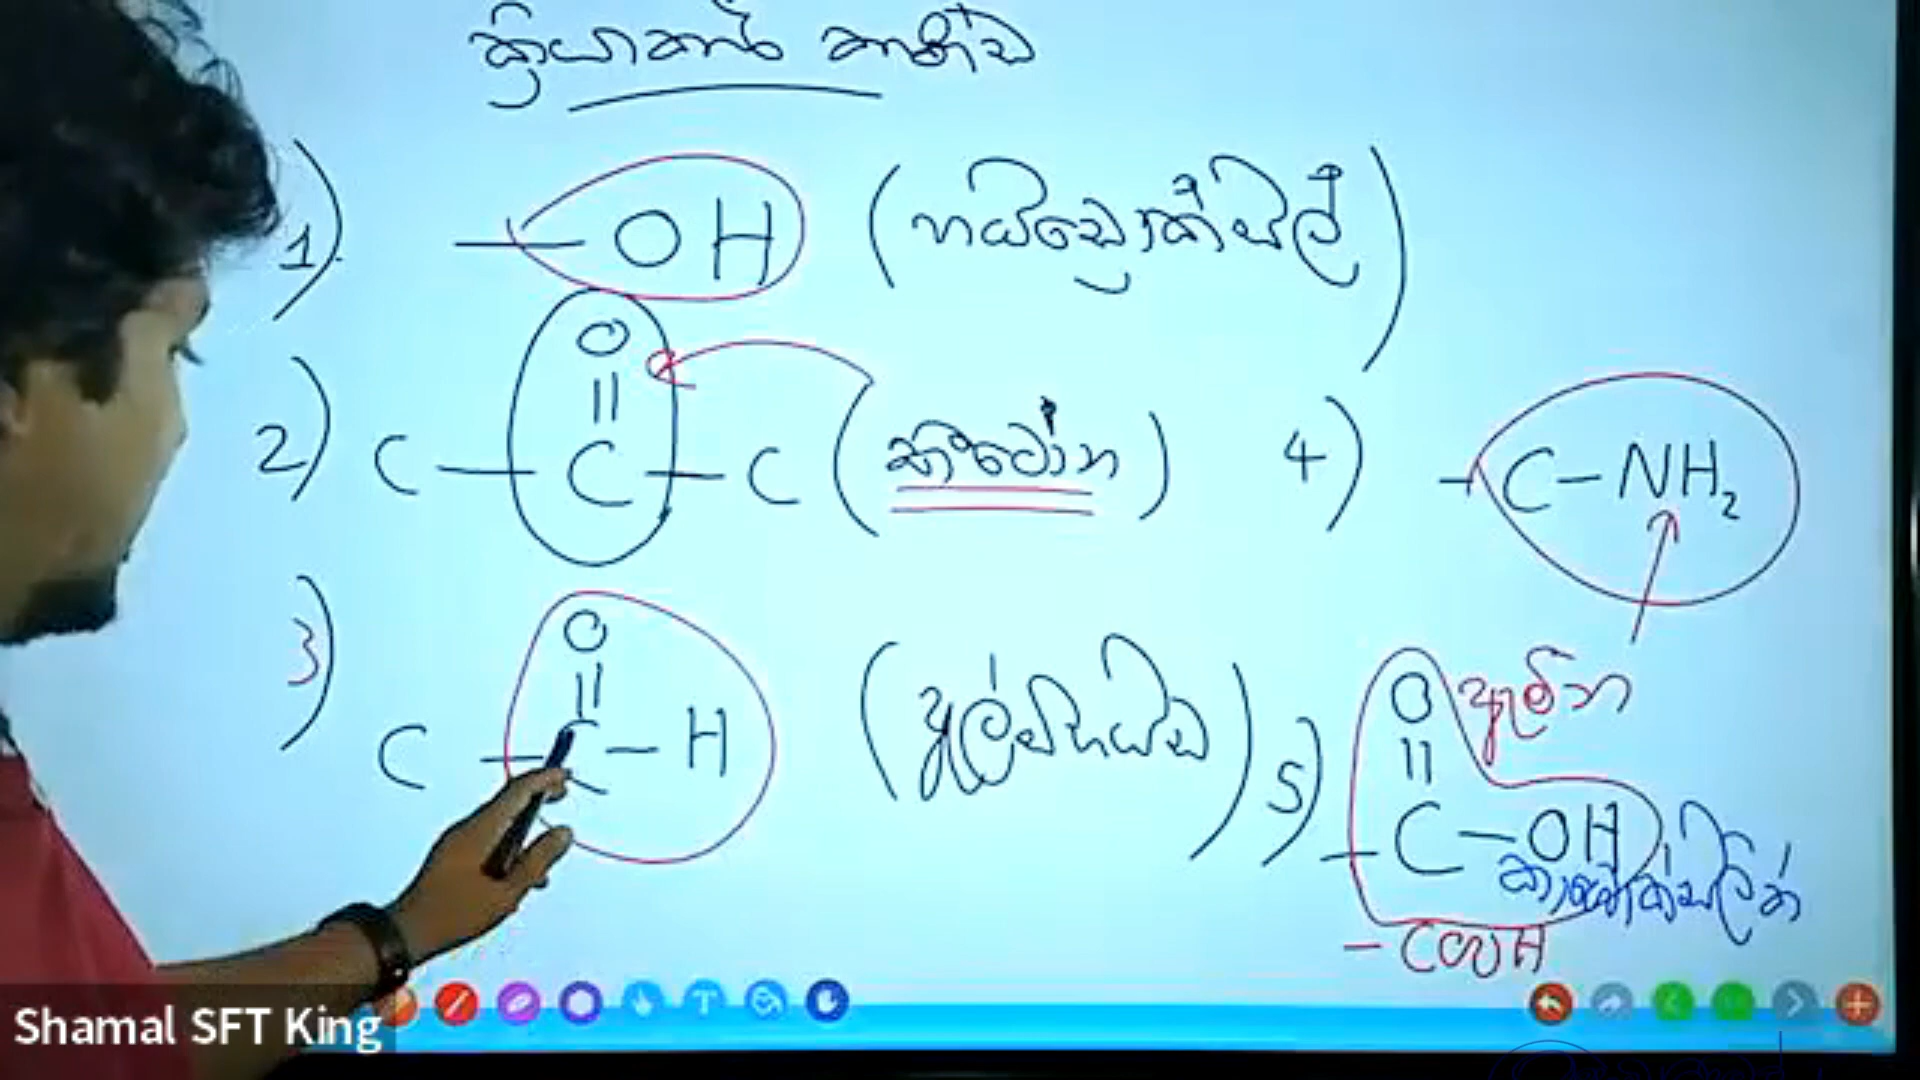 ක්‍රියාකාරී කාණ්ඩ
1) —OH (හයිඩ්‍රොක්සිල්)
O
||
2) C — C — C (කීටෝන)
4) - C — NH₂
O
||
3) C — C — H (ඇල්ඩිහයිඩ)
ඇමීන
O
||
5) — C — OH
කාබොක්සිලික්
— COOH
Shamal SFT King